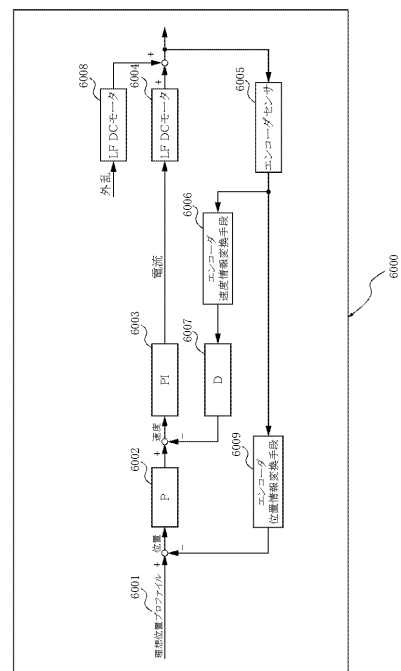 6001
理想位置プロファイル
+
−
位置
6002
P
+
−
速度
6003
PI
電流
6004
LF DCモータ
+
外乱
6008
LF DCモータ
+
6005
エンコーダセンサ
6006
エンコーダ
速度情報変換手段
6007
D
6009
エンコーダ
位置情報変換手段
6000